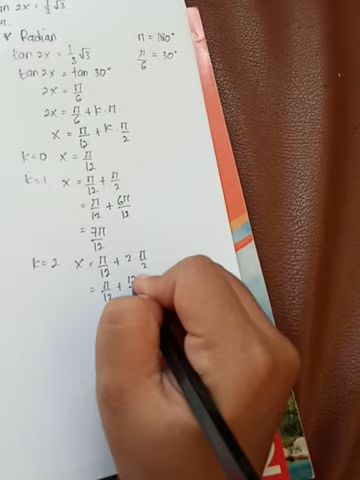 tan 2x = 1/3 √3
* Radian
π = 180°
tan 2x = 1/3 √3
π/6 = 30°
tan 2x = tan 30°
2x = π/6
2x = π/6 + k · π
x = π/12 + k · π/2
k=0 x = π/12
k=1 x = π/12 + π/2
= π/12 + 6π/12
= 7π/12
k=2 x = π/12 + 2 · π/2
= π/12 + 12
2